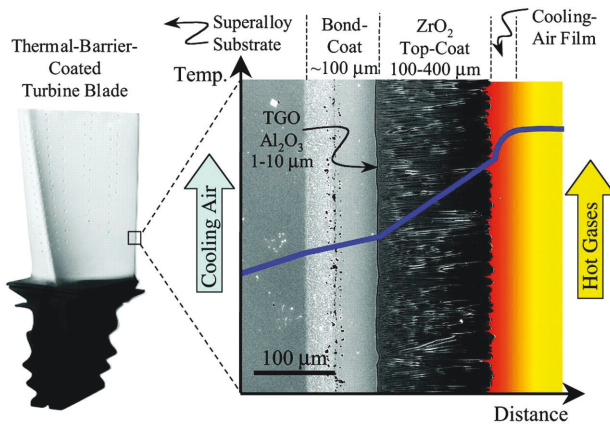 Thermal-Barrier-
Coated
Turbine Blade
Superalloy
Substrate
Bond-
Coat
~100 µm
ZrO₂
Top-Coat
100-400 µm
Cooling-
Air Film
Temp.
TGO
Al₂O₃
1-10 µm
Cooling Air
Hot Gases
100 µm
Distance